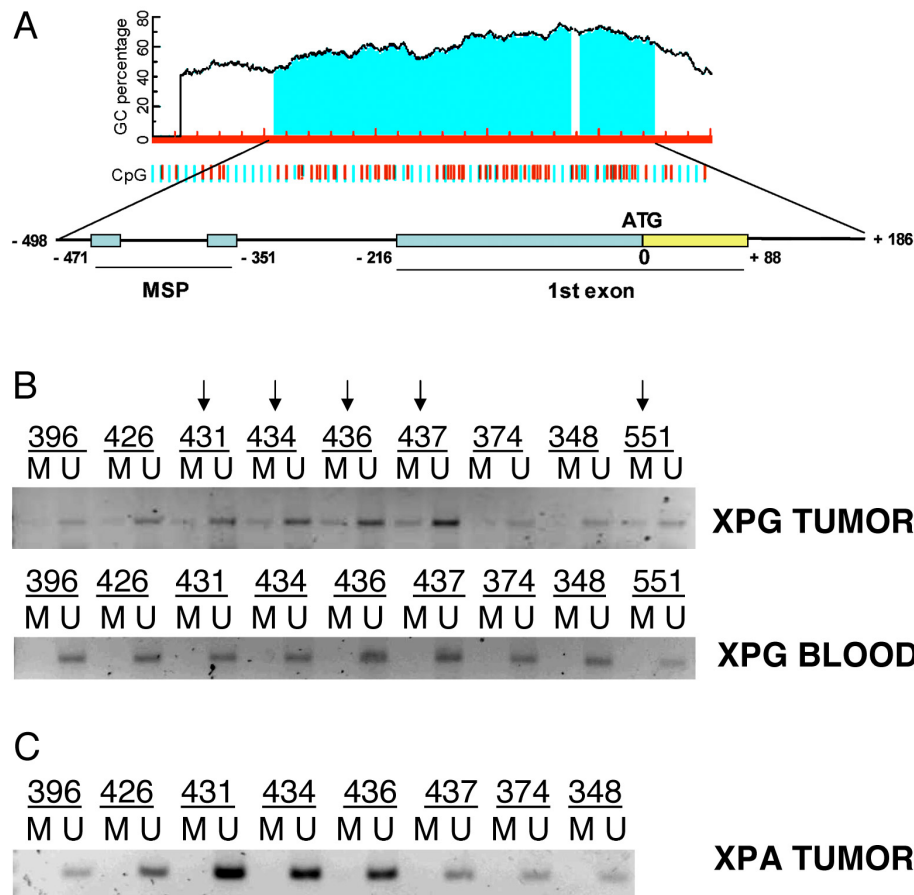 A
GC percentage
0 20 40 60 80
CpG
ATG
- 498
+ 186
- 471
- 351
- 216
0
+ 88
MSP
1st exon
B
396 426 431 434 436 437 374 348 551
M U M U M U M U M U M U M U M U M U
XPG TUMOR
396 426 431 434 436 437 374 348 551
M U M U M U M U M U M U M U M U M U
XPG BLOOD
C
396 426 431 434 436 437 374 348
M U M U M U M U M U M U M U M U
XPA TUMOR